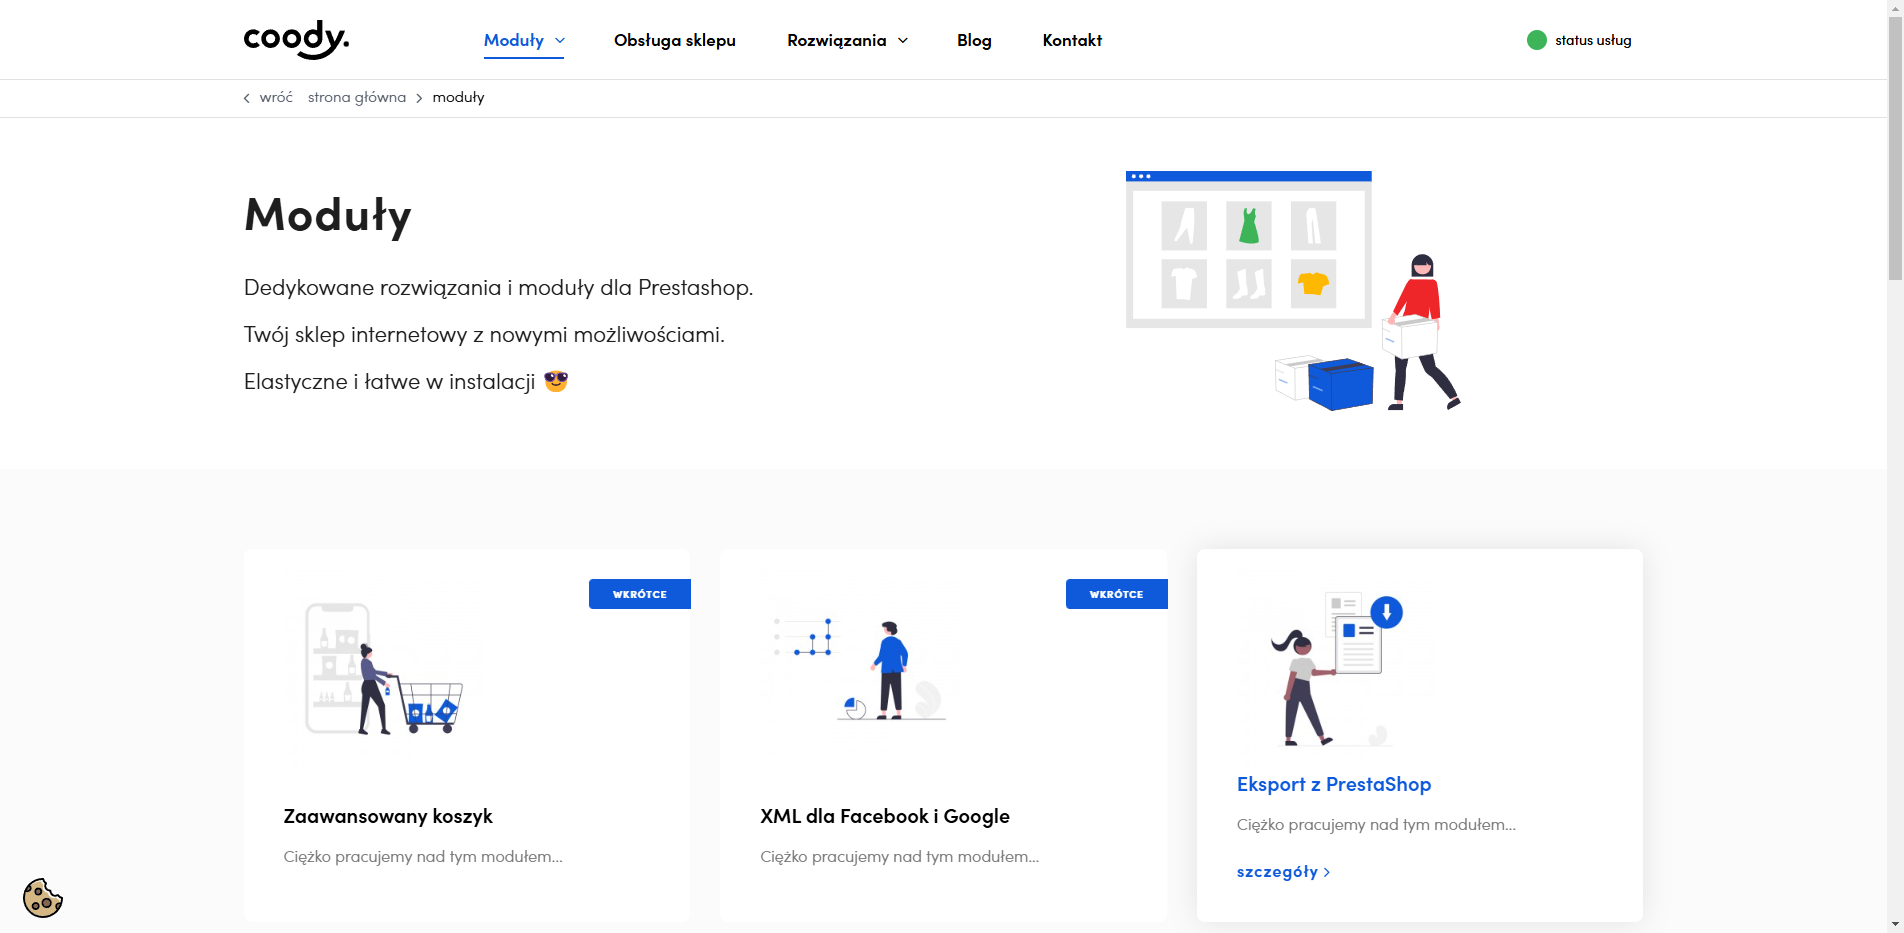 coody.
Moduły
Obsługa sklepu
Rozwiązania
Blog
Kontakt
status usług
wróć
strona główna
moduły
Moduły
Dedykowane rozwiązania i moduły dla Prestashop.
Twój sklep internetowy z nowymi możliwościami.
Elastyczne i łatwe w instalacji 😎
WKRÓTCE
Zaawansowany koszyk
Ciężko pracujemy nad tym modułem...
WKRÓTCE
XML dla Facebook i Google
Ciężko pracujemy nad tym modułem...
Eksport z PrestaShop
Ciężko pracujemy nad tym modułem...
szczegóły